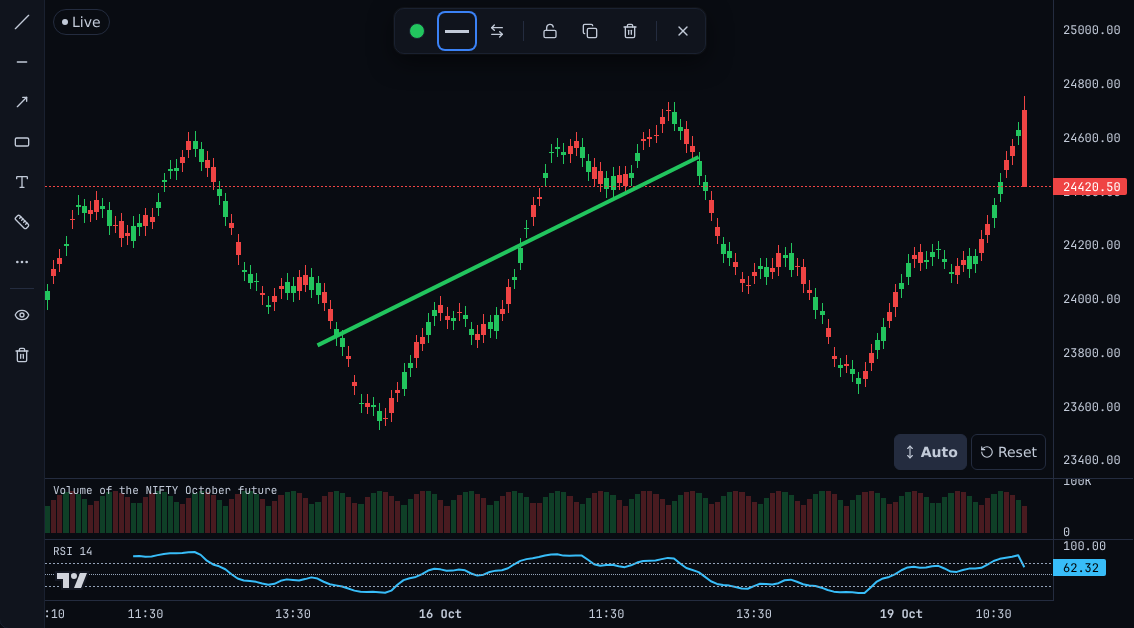 Live
25000.00
24800.00
24600.00
24420.50
24200.00
24000.00
23800.00
23600.00
23400.00
Auto
Reset
Volume of the NIFTY October future
100K
0
RSI 14
100.00
62.32
:10
11:30
13:30
16 Oct
11:30
13:30
19 Oct
10:30